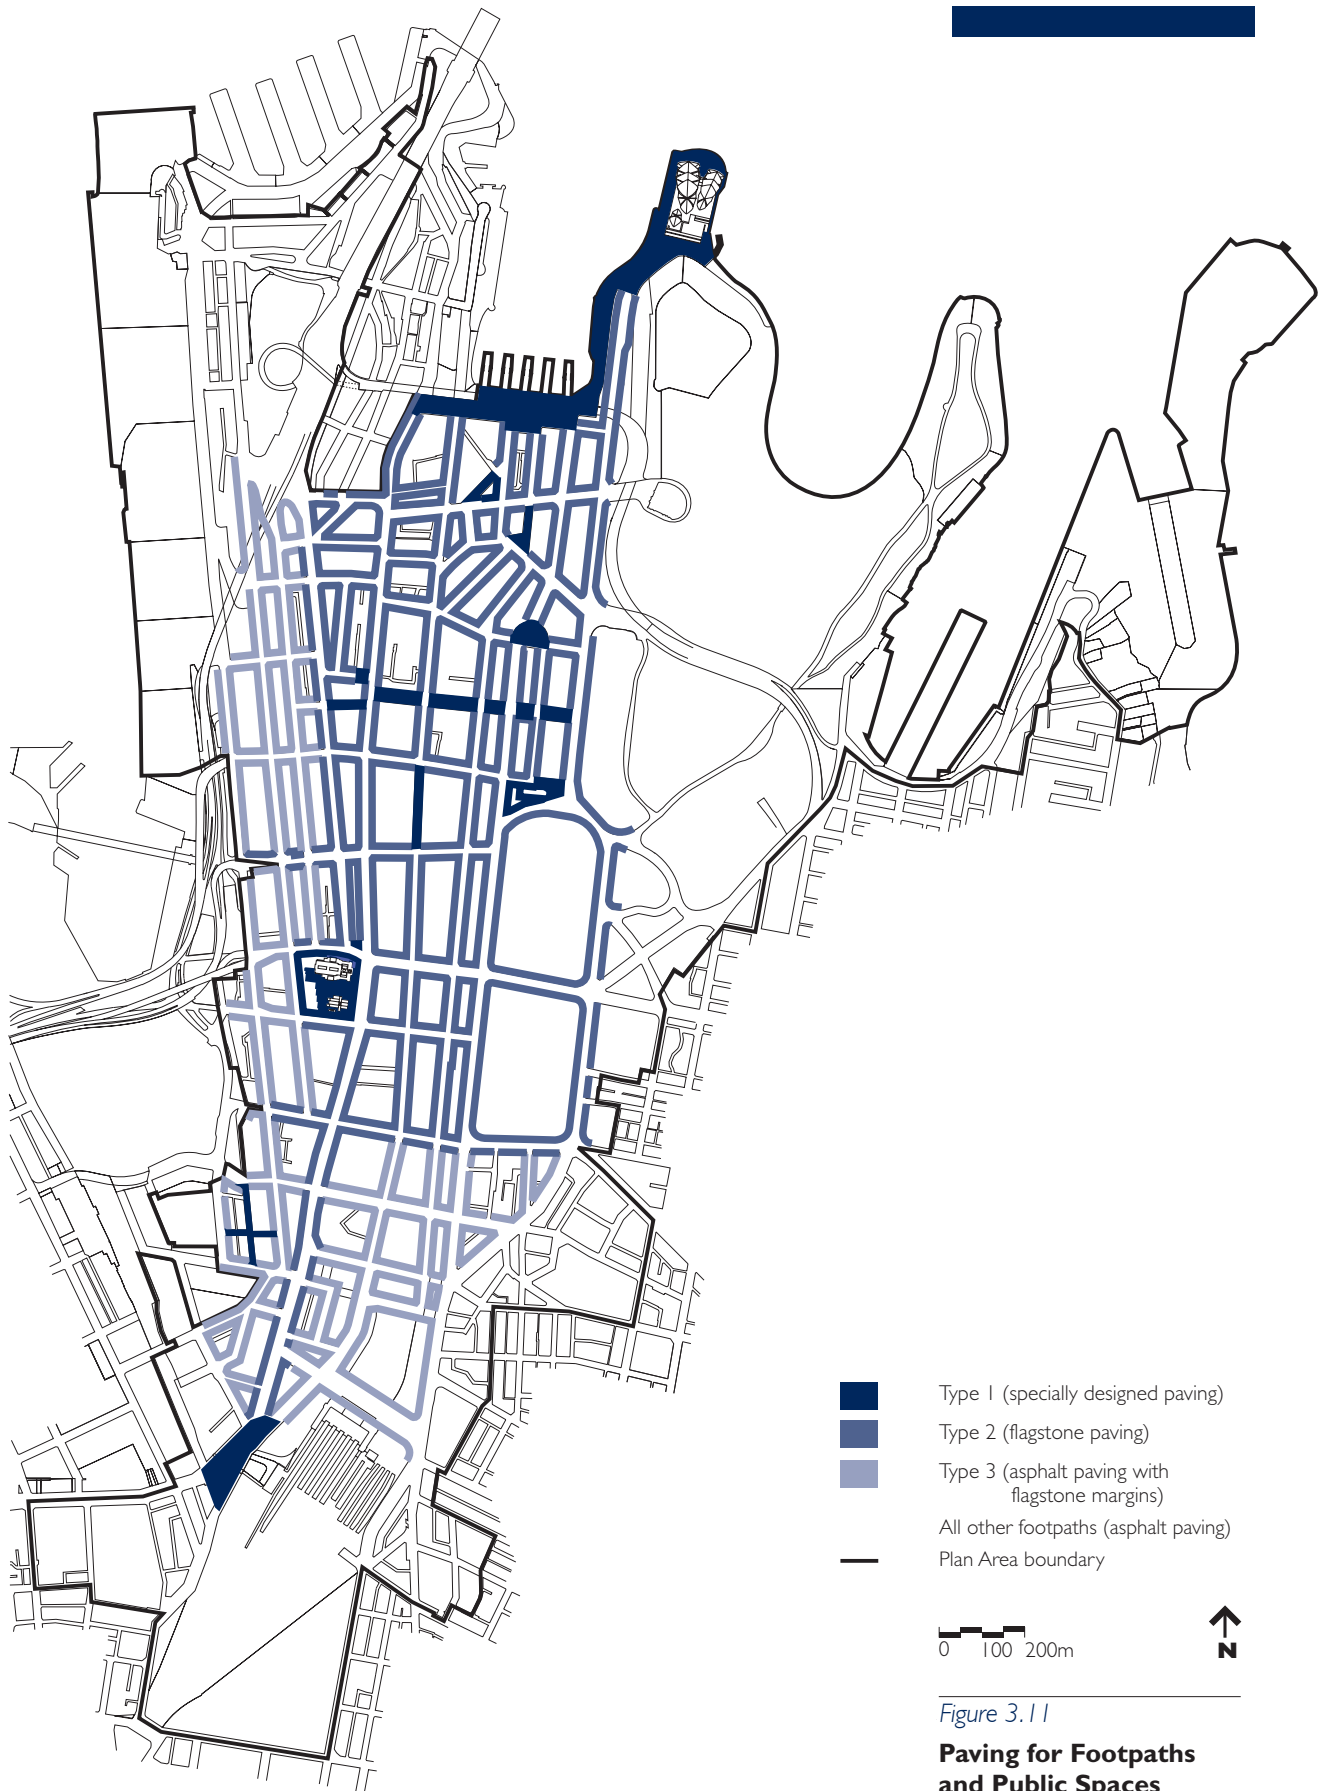 Type 1 (specially designed paving)
Type 2 (flagstone paving)
Type 3 (asphalt paving with
flagstone margins)
All other footpaths (asphalt paving)
Plan Area boundary
0 100 200m
N
Figure 3.11
Paving for Footpaths
and Public Spaces